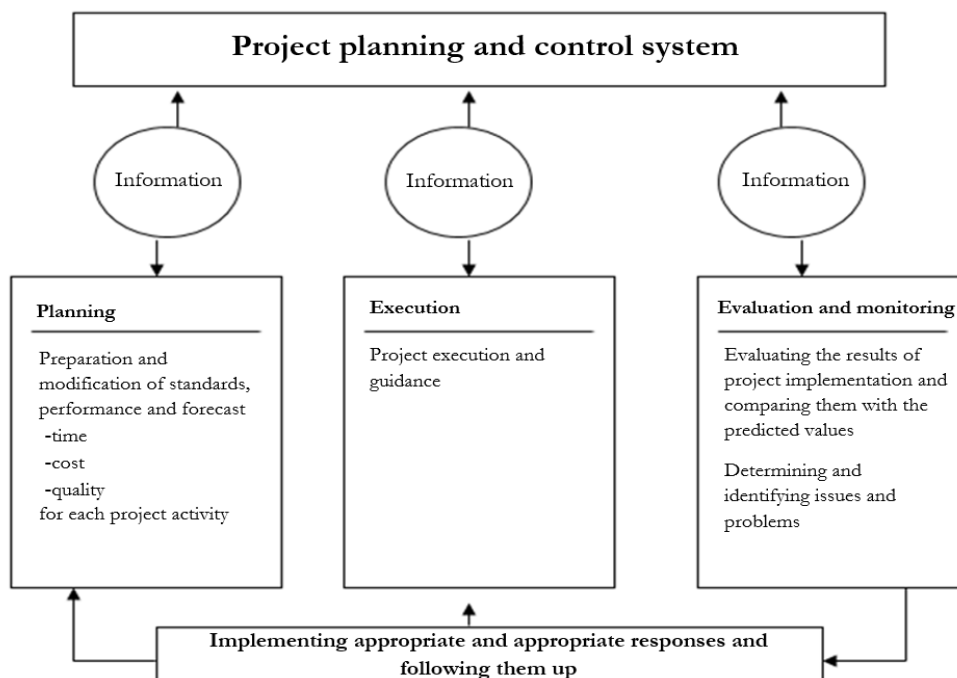 Project planning and control system
Information
Information
Information
Planning
Preparation and
modification of standards,
performance and forecast
-time
-cost
-quality
for each project activity
Execution
Project execution and
guidance
Evaluation and monitoring
Evaluating the results of
project implementation and
comparing them with the
predicted values
Determining and
identifying issues and
problems
Implementing appropriate and appropriate responses and
following them up